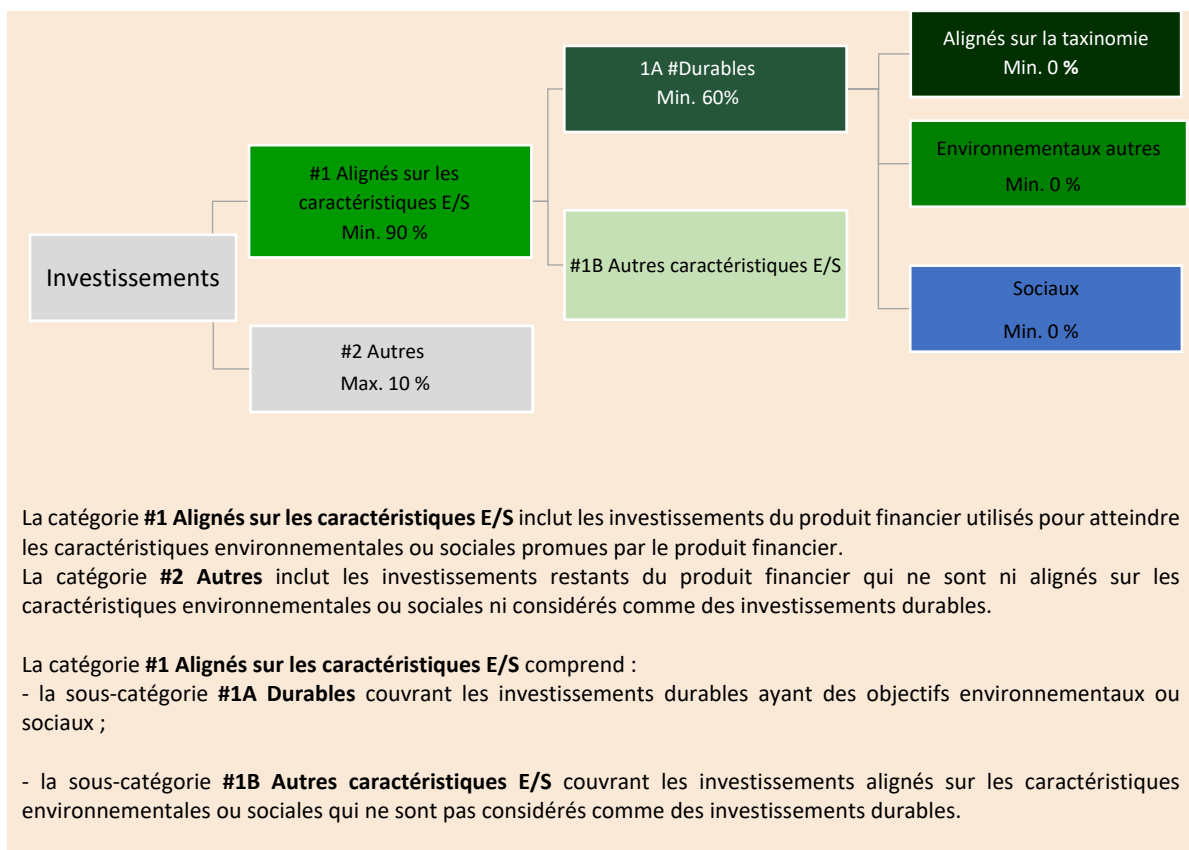 Investissements
#1 Alignés sur les
caractéristiques E/S
Min. 90 %
#2 Autres
Max. 10 %
1A #Durables
Min. 60%
#1B Autres caractéristiques E/S
Alignés sur la taxinomie
Min. 0 %
Environnementaux autres
Min. 0 %
Sociaux
Min. 0 %
La catégorie #1 Alignés sur les caractéristiques E/S inclut les investissements du produit financier utilisés pour atteindre
les caractéristiques environnementales ou sociales promues par le produit financier.
La catégorie #2 Autres inclut les investissements restants du produit financier qui ne sont ni alignés sur les
caractéristiques environnementales ou sociales ni considérés comme des investissements durables.
La catégorie #1 Alignés sur les caractéristiques E/S comprend :
- la sous-catégorie #1A Durables couvrant les investissements durables ayant des objectifs environnementaux ou
sociaux ;
- la sous-catégorie #1B Autres caractéristiques E/S couvrant les investissements alignés sur les caractéristiques
environnementales ou sociales qui ne sont pas considérés comme des investissements durables.